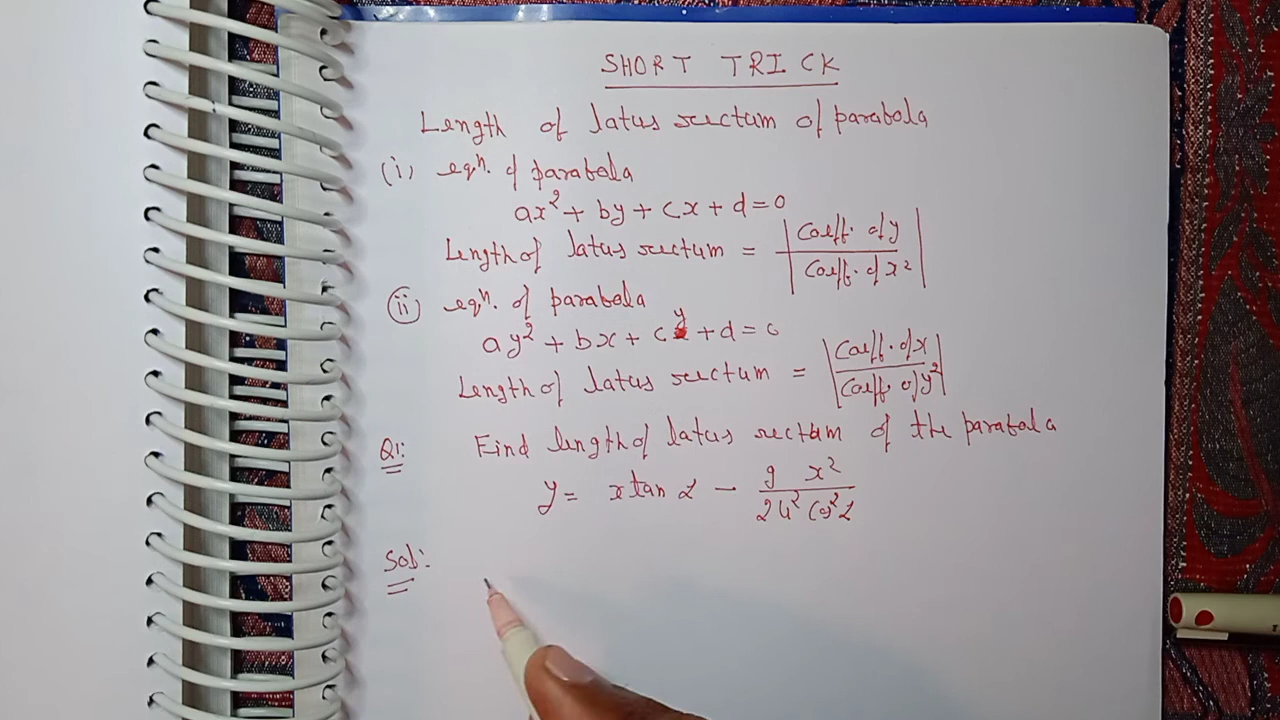 SHORT TRICK
Length of latus rectum of parabola
(i) eqⁿ. of parabola
ax² + by + cx + d = 0
Length of latus rectum = |Coeff. of y / Coeff. of x²|
(ii) eqⁿ. of parabola
ay² + bx + cy + d = 0
Length of latus rectum = |Coeff. of x / Coeff. of y²|
Q1: Find length of latus rectum of the parabola
y = x tan α - g x² / 2u² cos² α
Sol: